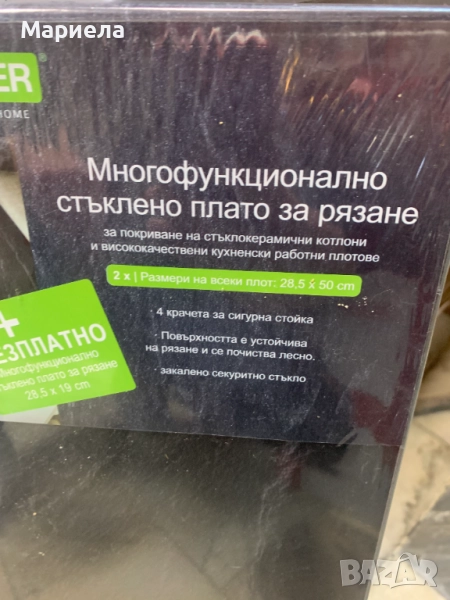 Мариела
ER®
HOME
Многофункционално
стъклено плато за рязане
за покриване на стъклокерамични котлони
и висококачествени кухненски работни плотове
2 x | Размери на всеки плот: 28,5 x 50 cm
· 4 крачета за сигурна стойка
· Повърхността е устойчива
на рязане и се почиства лесно.
· закалено секуритно стъкло
+
ЕЗПЛАТНО
Многофункционално
стъклено плато за рязане
28,5 x 19 cm
BAZAR